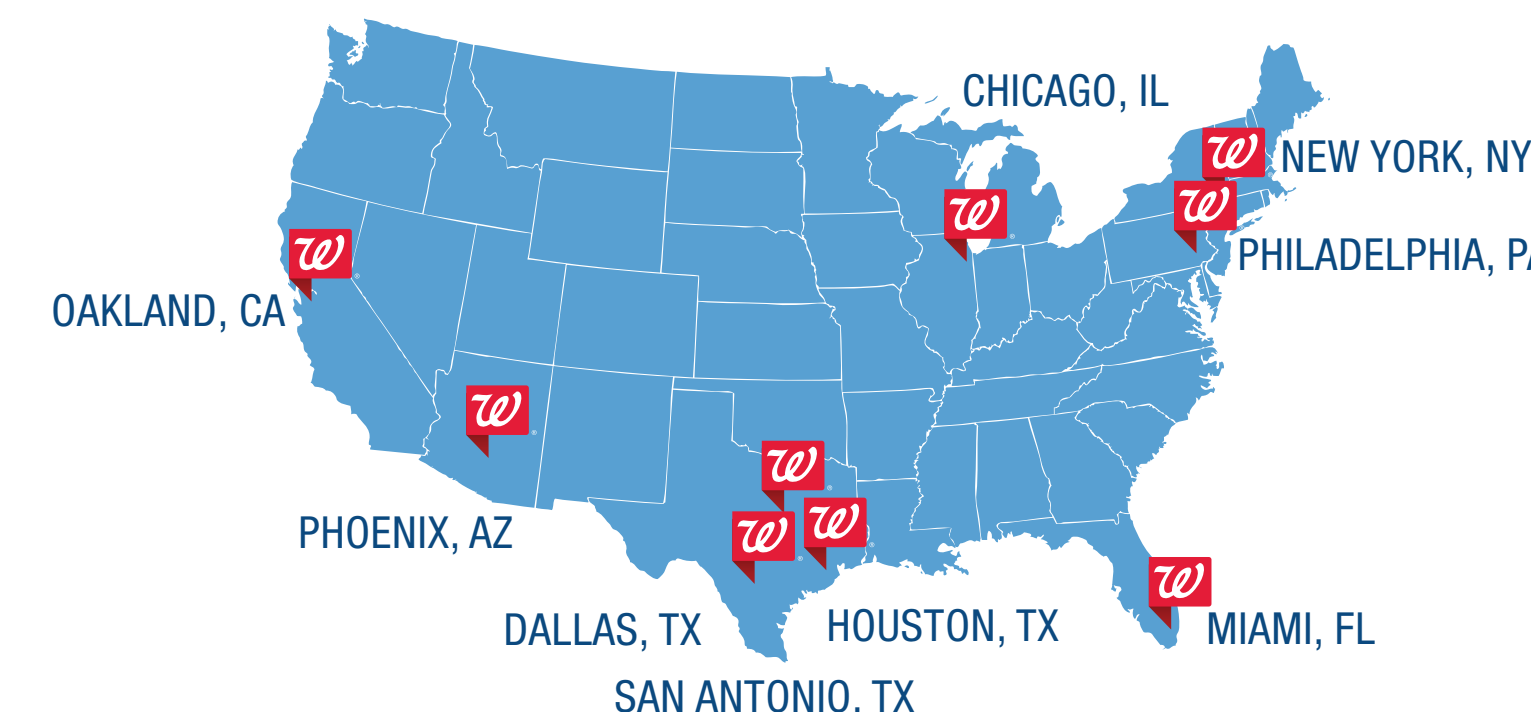 CHICAGO, IL
NEW YORK, NY
PHILADELPHIA, PA
OAKLAND, CA
PHOENIX, AZ
DALLAS, TX
HOUSTON, TX
MIAMI, FL
SAN ANTONIO, TX